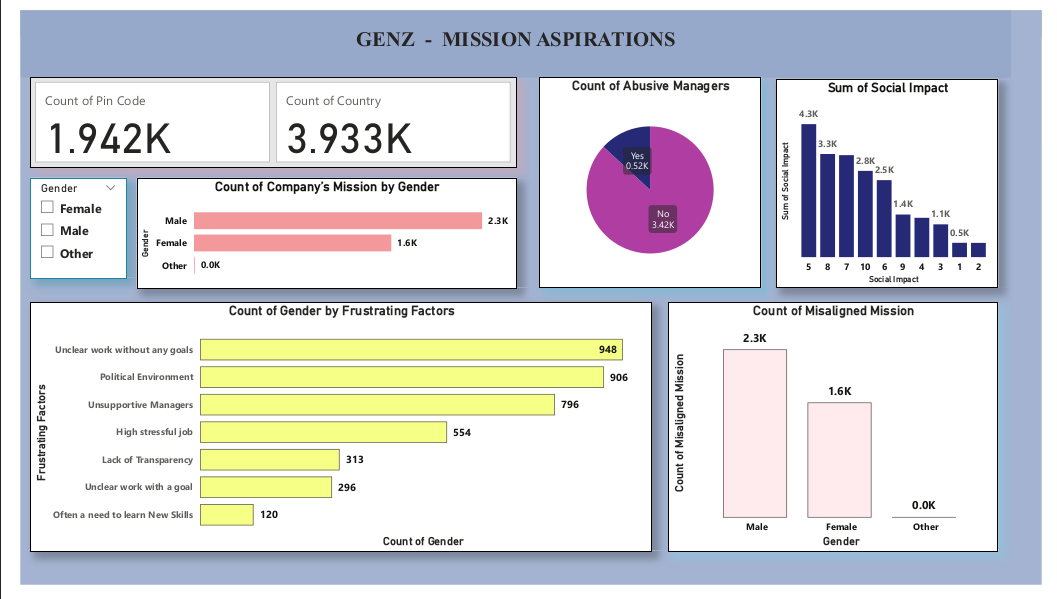 GENZ - MISSION ASPIRATIONS
Count of Pin Code
1.942K
Count of Country
3.933K
Gender
Female
Male
Other
Count of Company's Mission by Gender
Gender
Male
2.3K
Female
1.6K
Other
0.0K
Count of Abusive Managers
Yes
0.52K
No
3.42K
Sum of Social Impact
Sum of Social Impact
4.3K
3.3K
2.8K
2.5K
1.4K
1.1K
0.5K
5 8 7 10 6 9 4 3 1 2
Social Impact
Count of Gender by Frustrating Factors
Frustrating Factors
Unclear work without any goals 948
Political Environment 906
Unsupportive Managers 796
High stressful job 554
Lack of Transparency 313
Unclear work with a goal 296
Often a need to learn New Skills 120
Count of Gender
Count of Misaligned Mission
Count of Misaligned Mission
2.3K
1.6K
0.0K
Male Female Other
Gender